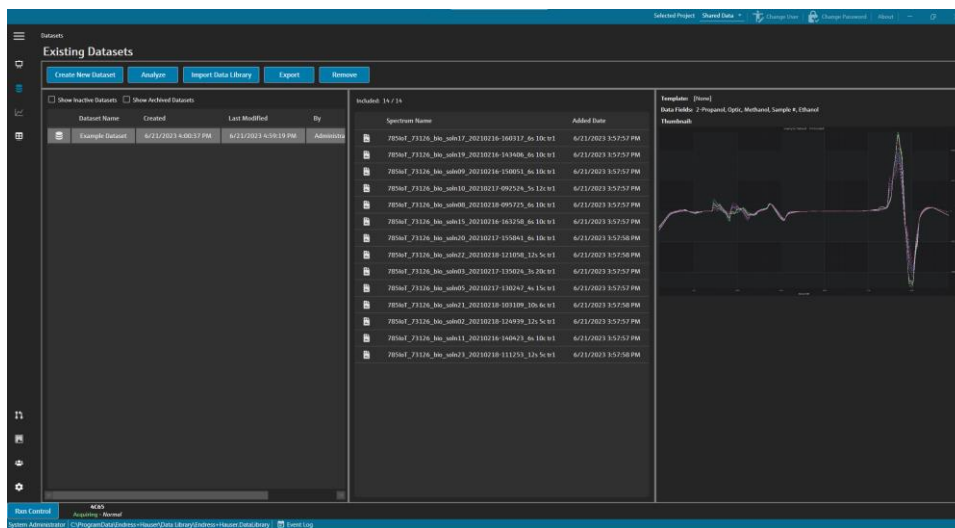 Selected Project Shared Data Change User Change Password About
Datasets
Existing Datasets
Create New Dataset Analyze Import Data Library Export Remove
Show Inactive Datasets Show Archived Datasets
Dataset Name Created Last Modified By
Example Dataset 6/21/2023 4:00:37 PM 6/21/2023 4:59:19 PM Administra
Included: 14 / 14
Spectrum Name Added Date
785IoT_73126_bio_soln17_20210216-160317_6s 10c tr1 6/21/2023 3:57:57 PM
785IoT_73126_bio_soln19_20210216-143406_6s 10c tr1 6/21/2023 3:57:57 PM
785IoT_73126_bio_soln09_20210216-150051_6s 10c tr1 6/21/2023 3:57:57 PM
785IoT_73126_bio_soln10_20210217-092524_5s 12c tr1 6/21/2023 3:57:57 PM
785IoT_73126_bio_soln08_20210218-095725_6s 10c tr1 6/21/2023 3:57:57 PM
785IoT_73126_bio_soln15_20210216-163258_6s 10c tr1 6/21/2023 3:57:57 PM
785IoT_73126_bio_soln20_20210217-155841_6s 10c tr1 6/21/2023 3:57:58 PM
785IoT_73126_bio_soln22_20210218-121058_12s 5c tr1 6/21/2023 3:57:58 PM
785IoT_73126_bio_soln03_20210217-135024_3s 20c tr1 6/21/2023 3:57:57 PM
785IoT_73126_bio_soln05_20210217-130247_4s 15c tr1 6/21/2023 3:57:57 PM
785IoT_73126_bio_soln21_20210218-103109_10s 6c tr1 6/21/2023 3:57:58 PM
785IoT_73126_bio_soln02_20210218-124939_12s 5c tr1 6/21/2023 3:57:57 PM
785IoT_73126_bio_soln11_20210216-140423_6s 10c tr1 6/21/2023 3:57:57 PM
785IoT_73126_bio_soln23_20210218-111253_12s 5c tr1 6/21/2023 3:57:58 PM
Template: [None]
Data Fields: 2-Propanol, Optic, Methanol, Sample #, Ethanol
Thumbnail:
Run Control
4C65
Acquiring - Normal
System Administrator C:\ProgramData\Endress+Hauser\Data Library\Endress+Hauser.DataLibrary Event Log